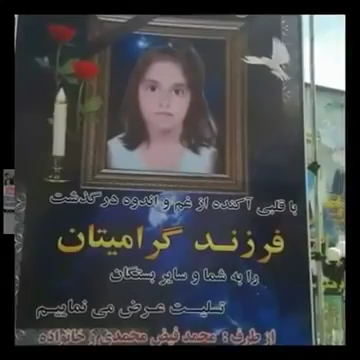 با قلبی آکنده از غم و اندوه درگذشت
فرزند گرامیتان
را به شما و سایر بستگان
تسلیت عرض می نماییم
از طرف : محمد فیض محمدی و خانواده